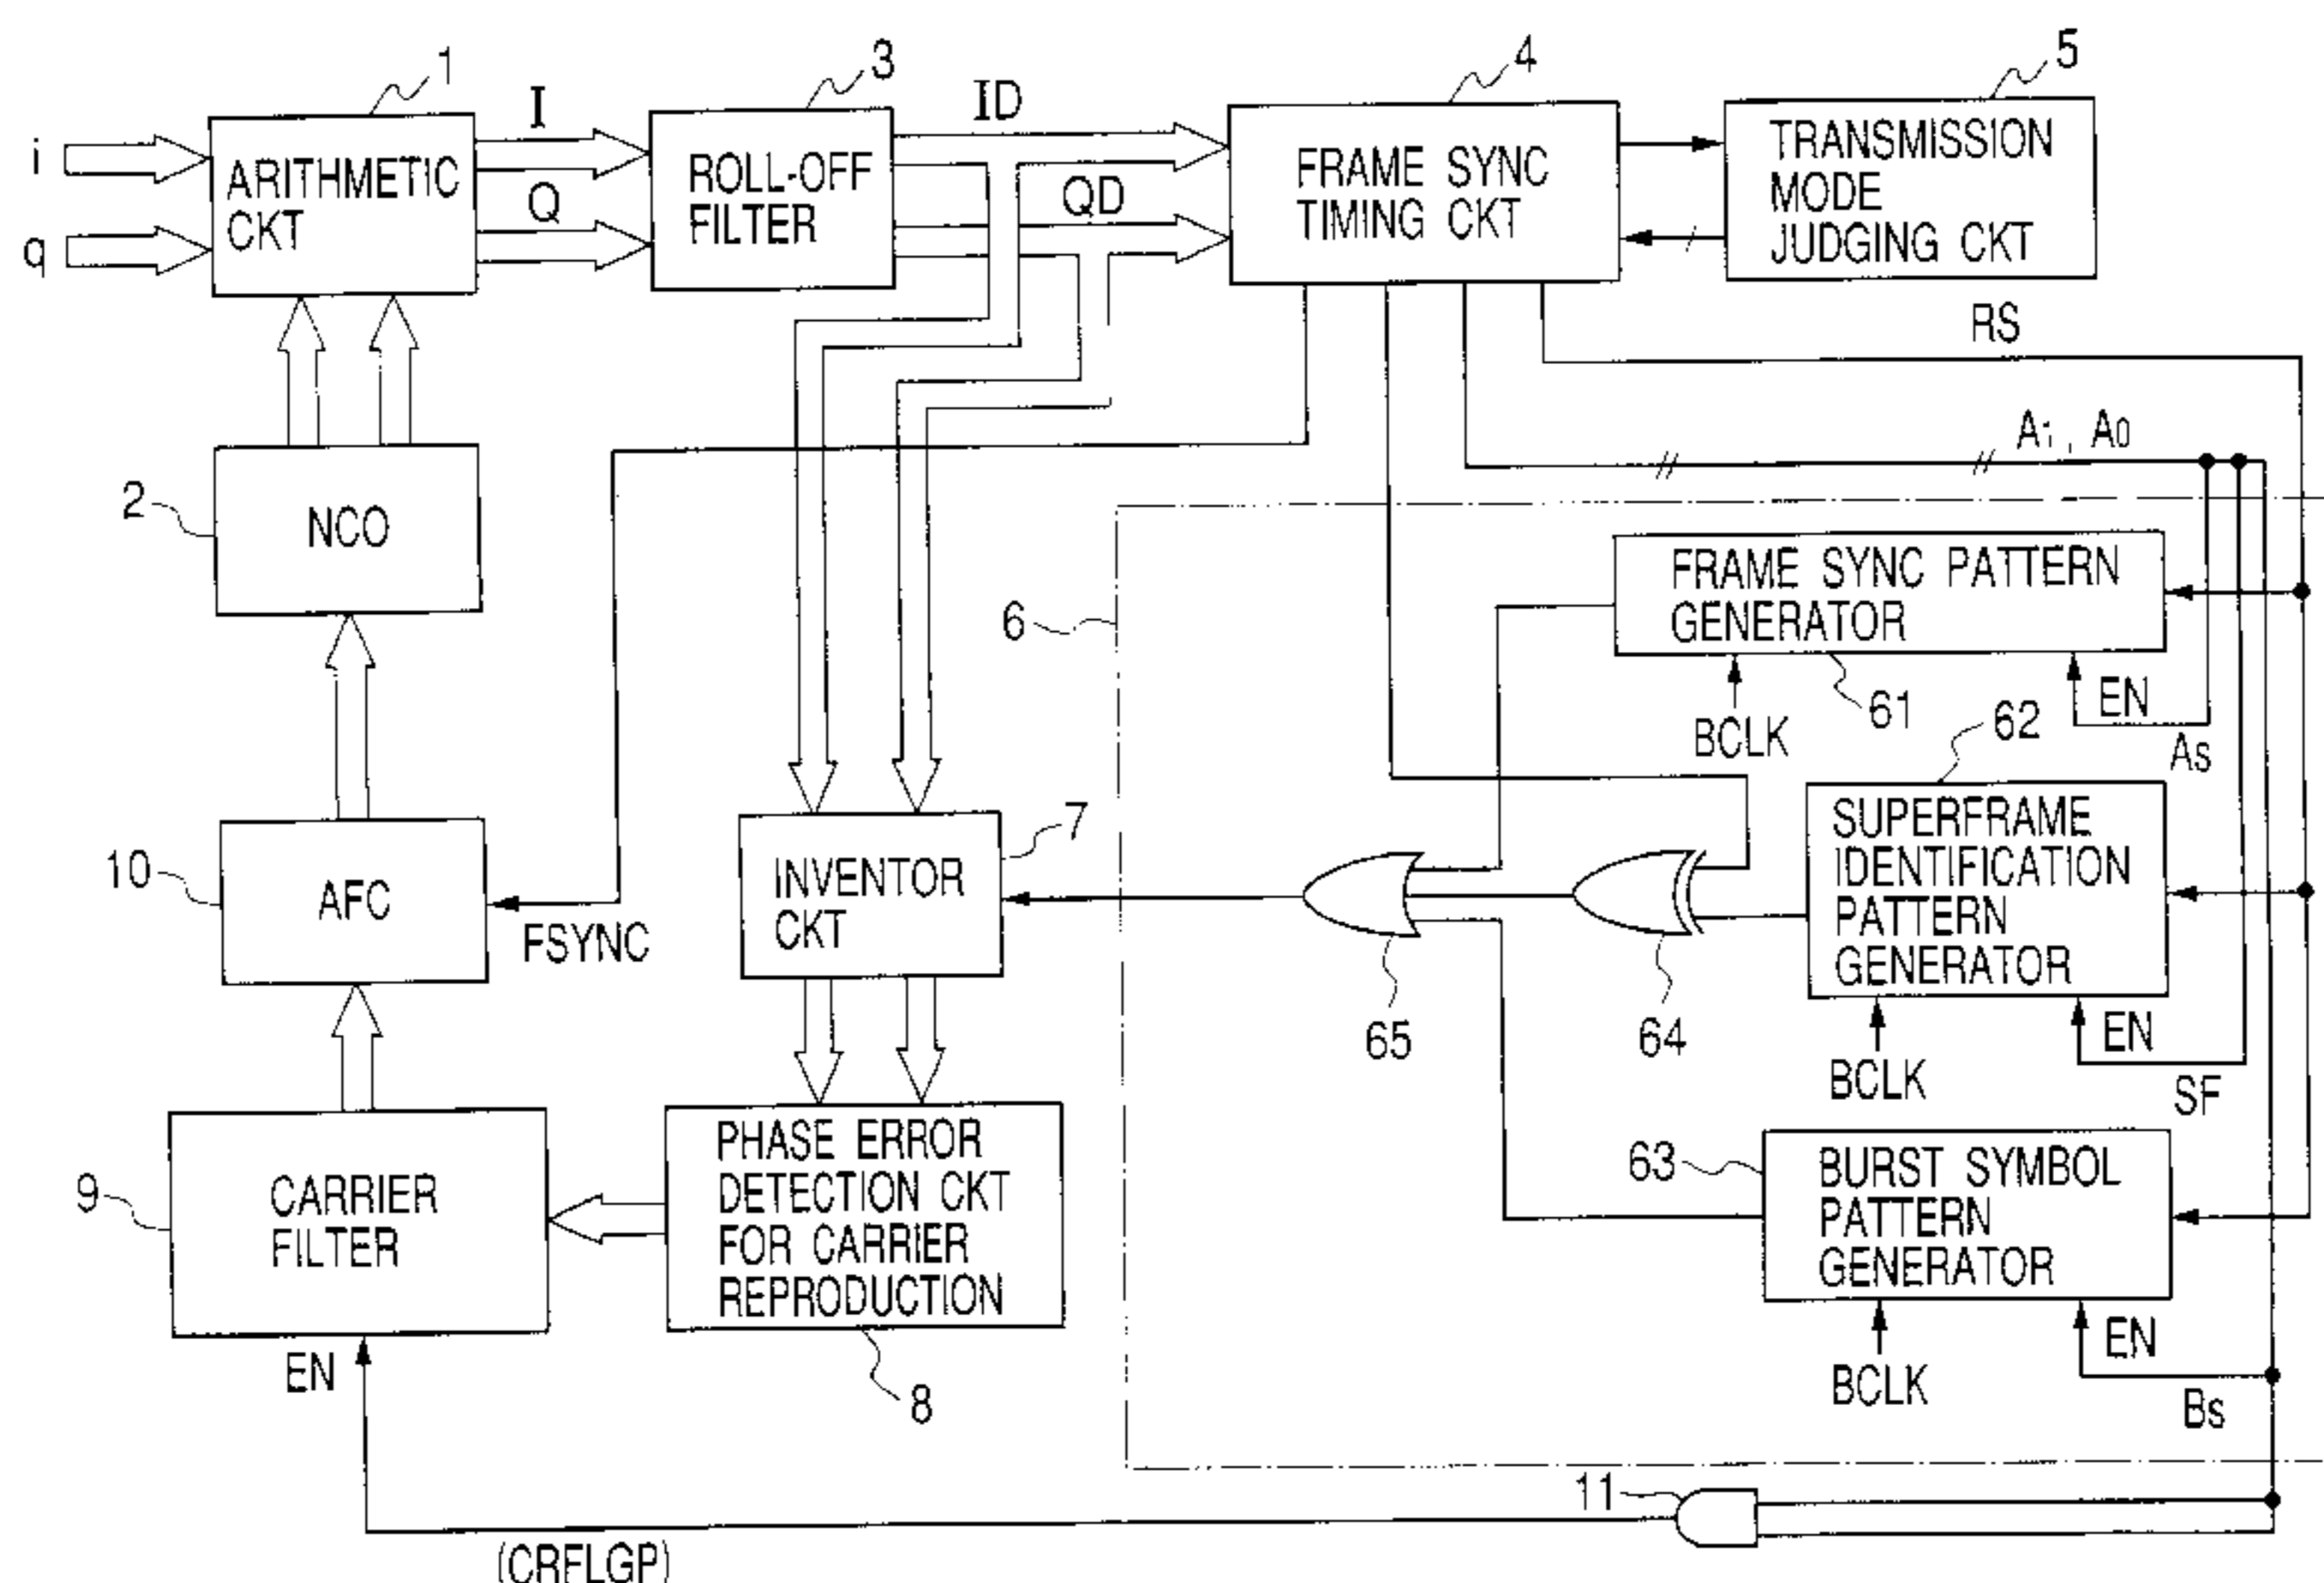 1
3
4
5
i
q
ARITHMETIC
CKT
I
Q
ROLL-OFF
FILTER
ID
QD
FRAME SYNC
TIMING CKT
TRANSMISSION
MODE
JUDGING CKT
RS
A1, A0
2
NCO
6
FRAME SYNC PATTERN
GENERATOR
BCLK
61
EN
As
62
10
AFC
FSYNC
7
INVENTOR
CKT
65
64
SUPERFRAME
IDENTIFICATION
PATTERN
GENERATOR
BCLK
EN
SF
9
CARRIER
FILTER
EN
PHASE ERROR
DETECTION CKT
FOR CARRIER
REPRODUCTION
8
63
BURST SYMBOL
PATTERN
GENERATOR
BCLK
EN
Bs
11
(CRFLGP)